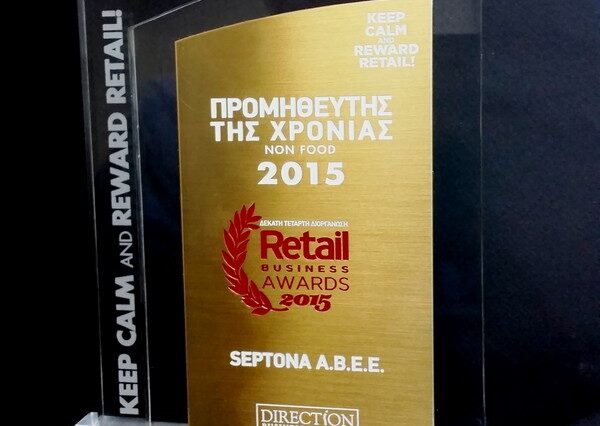 KEEP CALM AND REWARD RETAIL!
KEEP
CALM
AND
REWARD
RETAIL!
ΠΡΟΜΗΘΕΥΤΗΣ
ΤΗΣ ΧΡΟΝΙΑΣ
NON FOOD
2015
ΔΕΚΑΤΗ ΤΕΤΑΡΤΗ ΔΙΟΡΓΑΝΩΣΗ
Retail
BUSINESS
AWARDS
2015
SEPTONA A.B.E.E.
DIRECTION